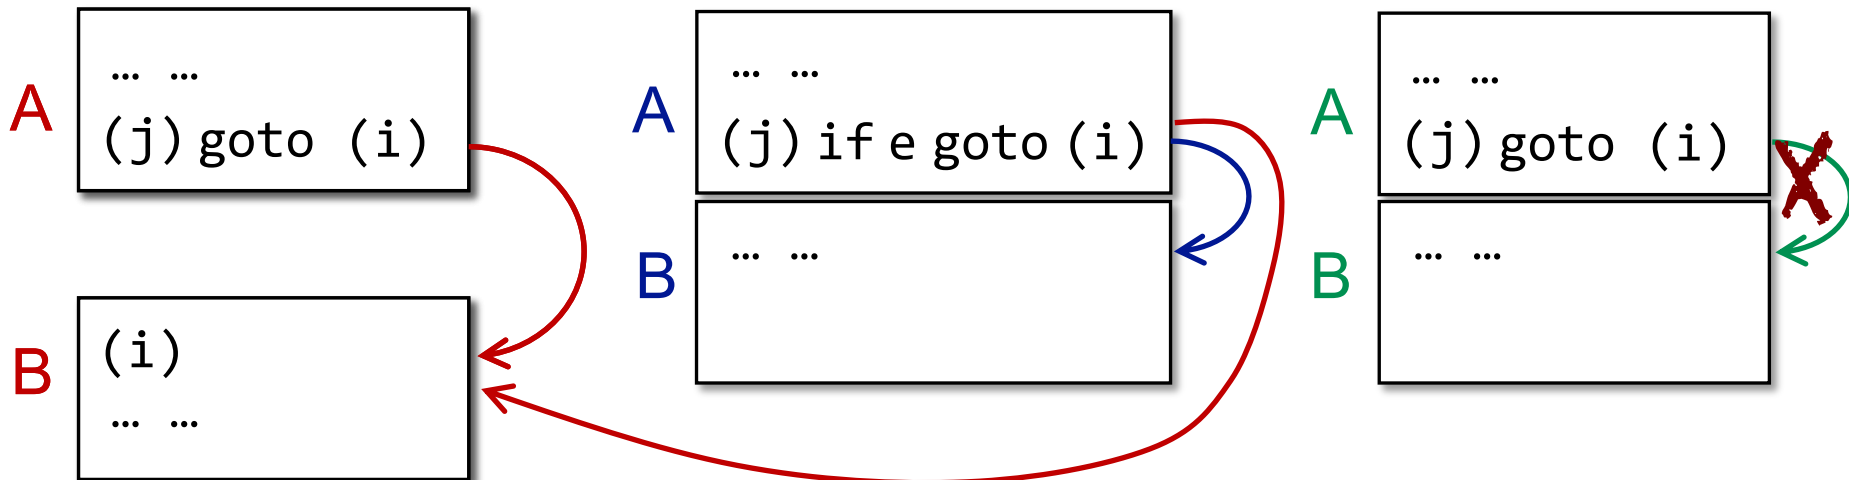 A
… …
(j) goto (i)
B
(i)
… …
A
… …
(j) if e goto (i)
B
… …
A
… …
(j) goto (i)
B
… …